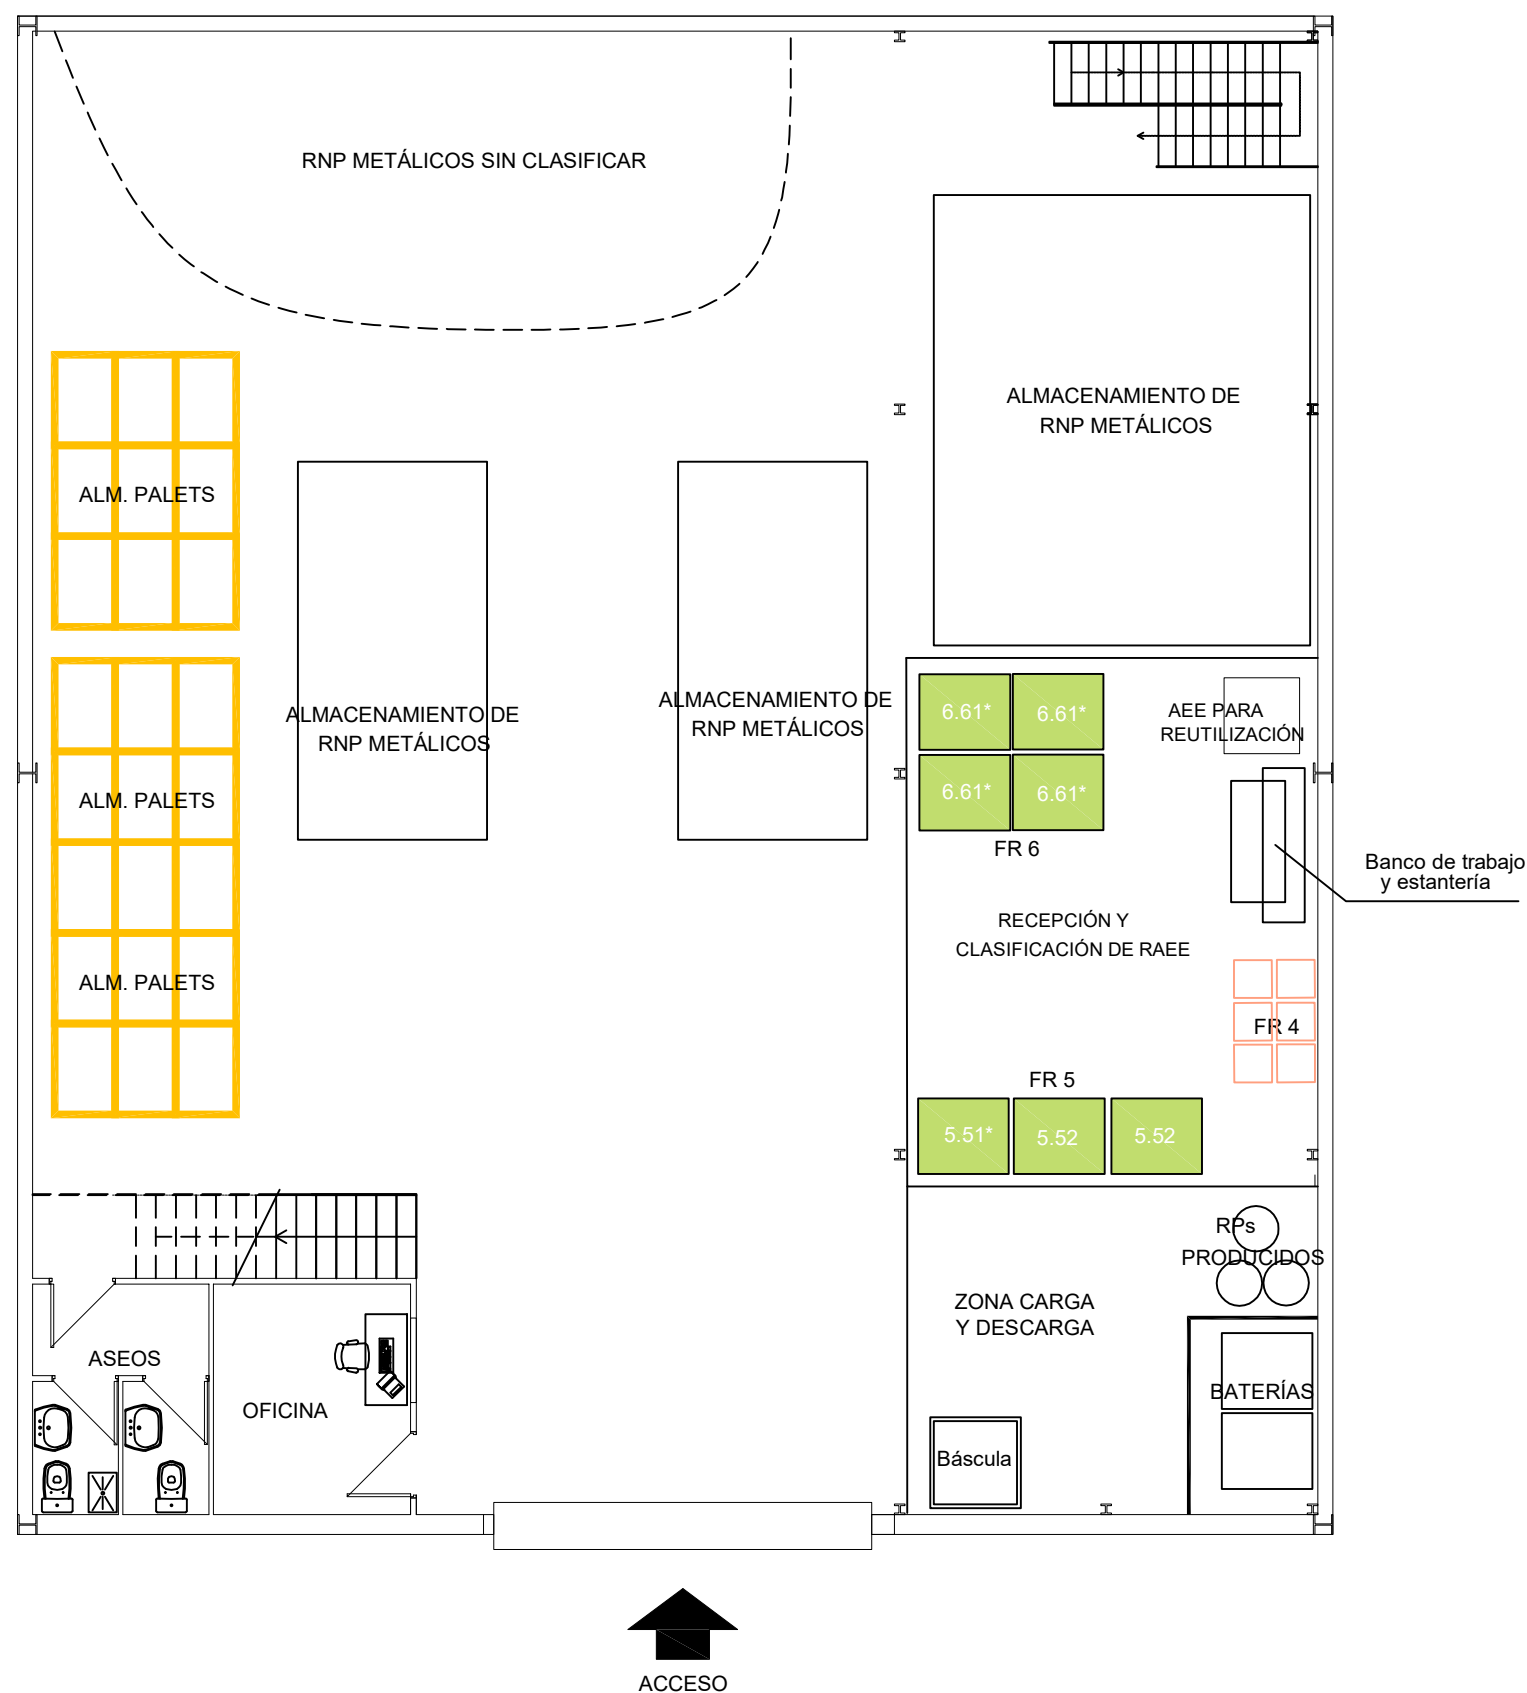 RNP METÁLICOS SIN CLASIFICAR
ALMACENAMIENTO DE
RNP METÁLICOS
ALM. PALETS
ALMACENAMIENTO DE
RNP METÁLICOS
ALMACENAMIENTO DE
RNP METÁLICOS
6.61*
6.61*
AEE PARA
REUTILIZACIÓN
ALM. PALETS
6.61*
6.61*
FR 6
Banco de trabajo
y estantería
RECEPCIÓN Y
CLASIFICACIÓN DE RAEE
ALM. PALETS
FR 4
FR 5
5.51*
5.52
5.52
RPs
PRODUCIDOS
ZONA CARGA
Y DESCARGA
ASEOS
OFICINA
BATERÍAS
Báscula
ACCESO